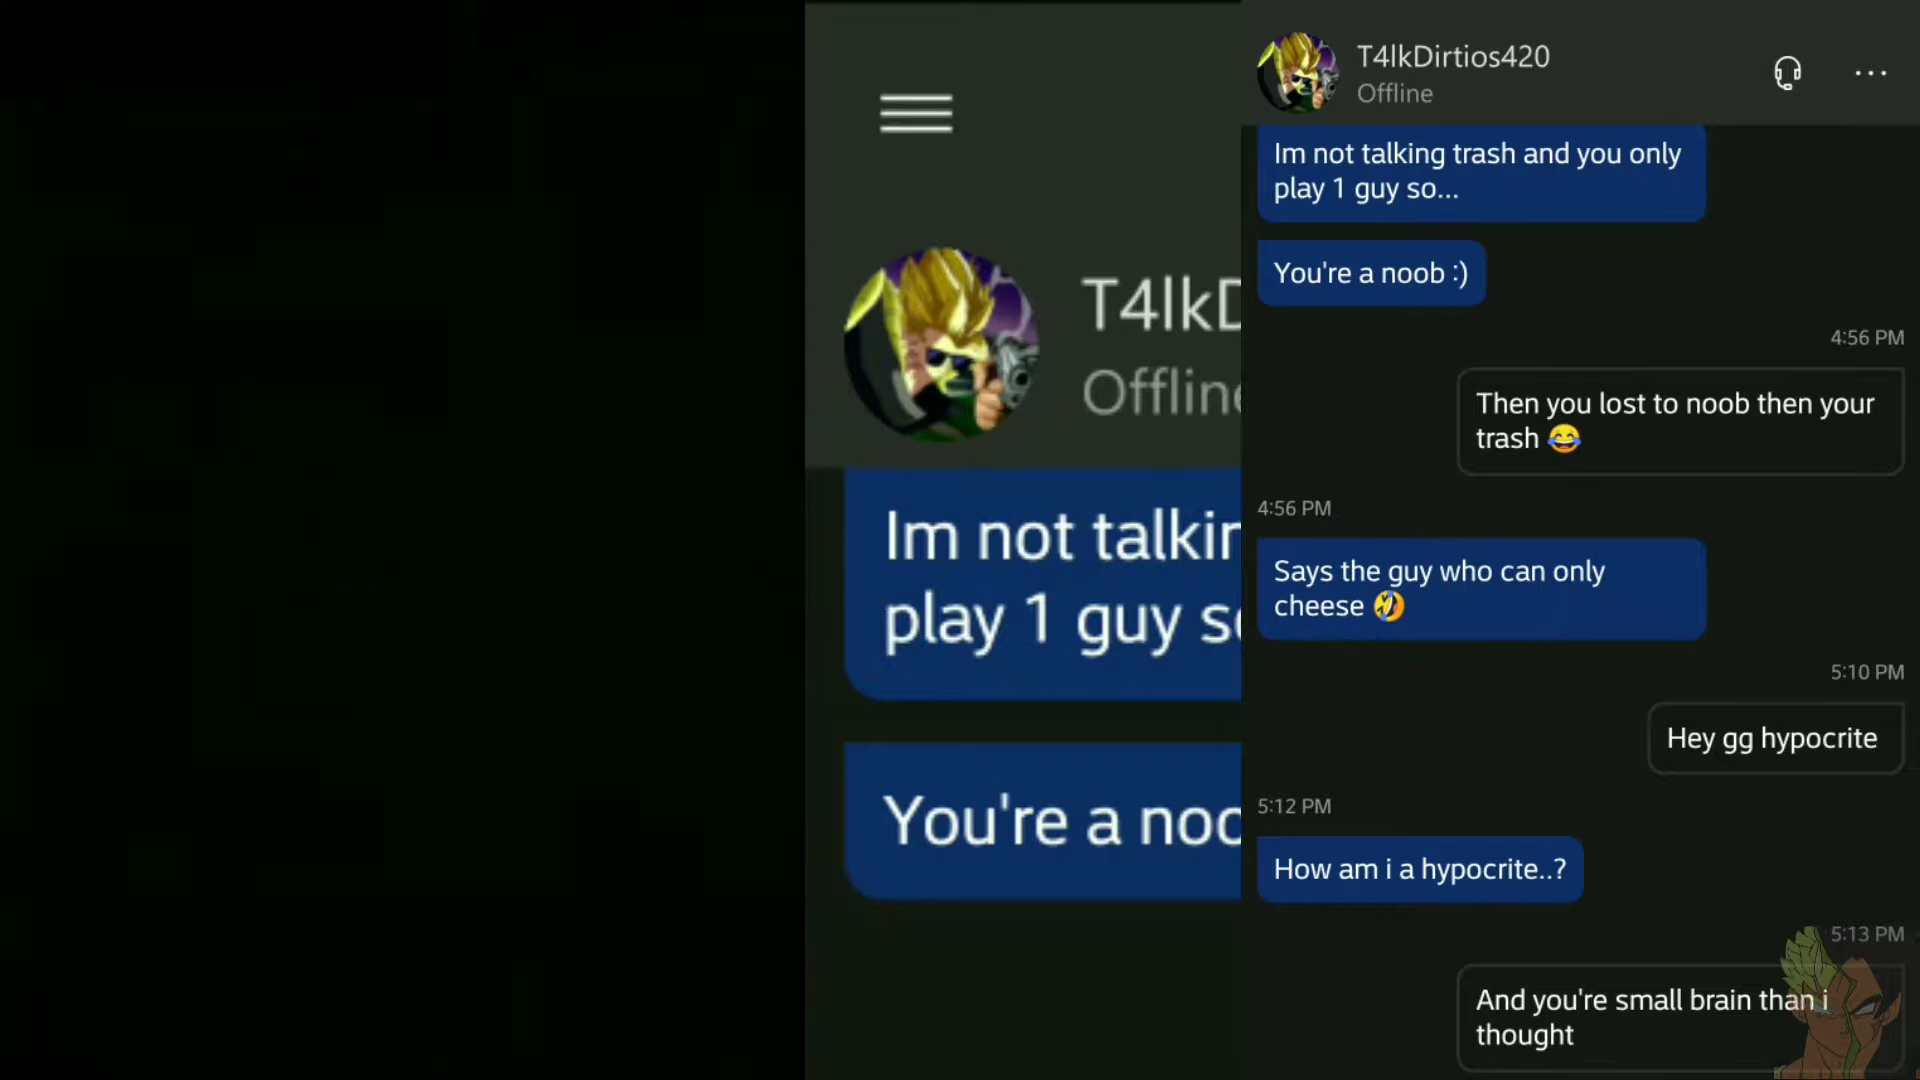 T4lkD
Offline
Im not talkin
play 1 guy so
You're a noo
T4lkDirtios420
Offline
Im not talking trash and you only
play 1 guy so...
You're a noob :)
4:56 PM
Then you lost to noob then your
trash 😂
4:56 PM
Says the guy who can only
cheese 🤣
5:10 PM
Hey gg hypocrite
5:12 PM
How am i a hypocrite..?
5:13 PM
And you're small brain than i
thought